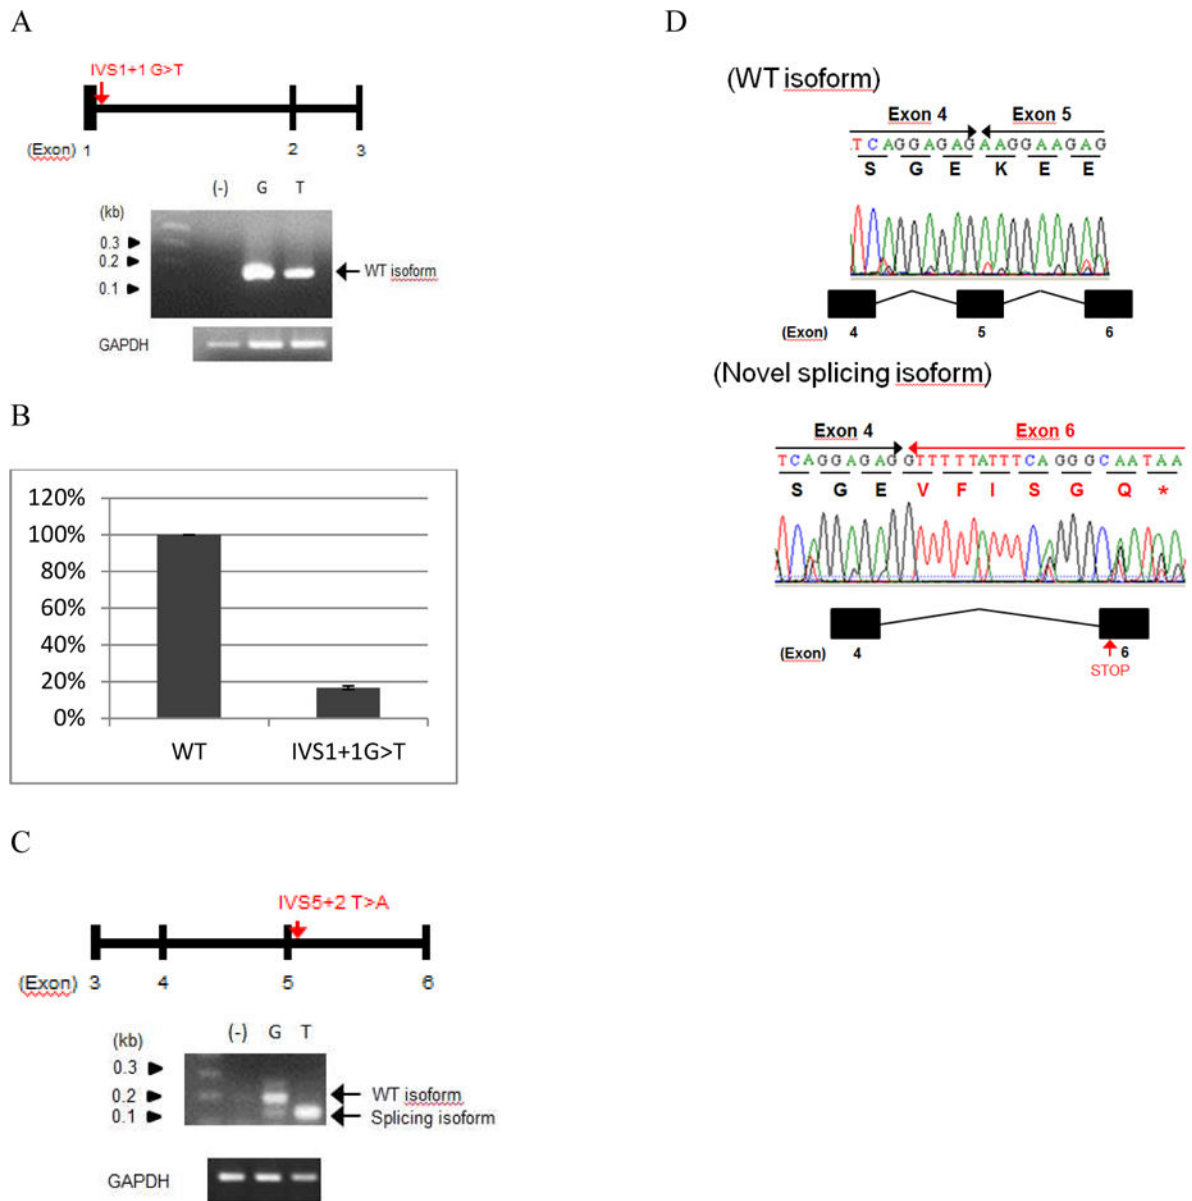 A
IVS1+1 G>T
(Exon) 1 2 3
(-) G T
(kb)
0.3
0.2
0.1
WT isoform
GAPDH
B
120%
100%
80%
60%
40%
20%
0%
WT IVS1+1G>T
C
IVS5+2 T>A
(Exon) 3 4 5 6
(-) G T
(kb)
0.3
0.2
0.1
WT isoform
Splicing isoform
GAPDH
D
(WT isoform)
Exon 4 Exon 5
TCAGGAGAGAAGGAAGAG
S G E K E E
(Exon) 4 5 6
(Novel splicing isoform)
Exon 4 Exon 6
TCAGGAGAGGTTTTTATTTCAGGGCAATAA
S G E V F I S G Q *
(Exon) 4 6
STOP